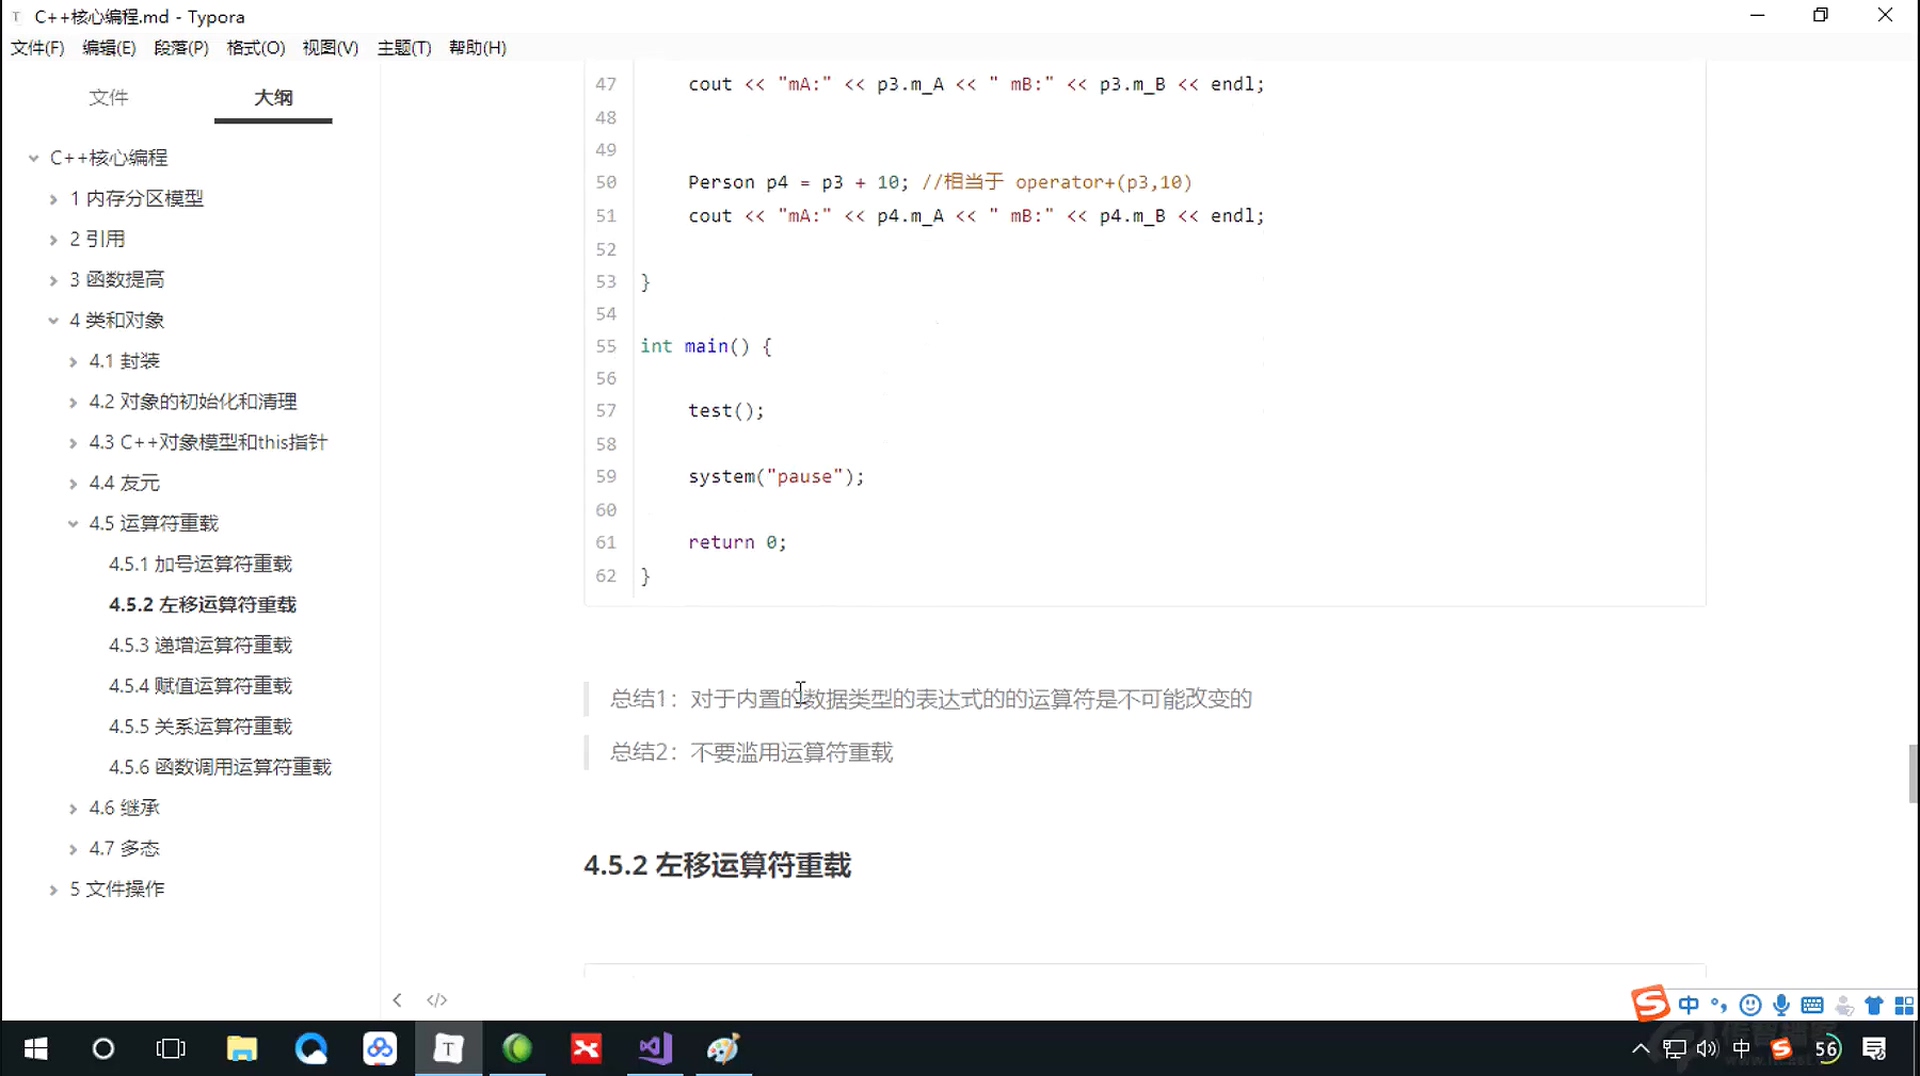 C++核心编程.md - Typora
文件(F) 编辑(E) 段落(P) 格式(O) 视图(V) 主题(T) 帮助(H)
文件 大纲
C++核心编程
1 内存分区模型
2 引用
3 函数提高
4 类和对象
4.1 封装
4.2 对象的初始化和清理
4.3 C++对象模型和this指针
4.4 友元
4.5 运算符重载
4.5.1 加号运算符重载
4.5.2 左移运算符重载
4.5.3 递增运算符重载
4.5.4 赋值运算符重载
4.5.5 关系运算符重载
4.5.6 函数调用运算符重载
4.6 继承
4.7 多态
5 文件操作
47 cout << "mA:" << p3.m_A << " mB:" << p3.m_B << endl;
48
49
50 Person p4 = p3 + 10; //相当于 operator+(p3,10)
51 cout << "mA:" << p4.m_A << " mB:" << p4.m_B << endl;
52
53 }
54
55 int main() {
56
57 test();
58
59 system("pause");
60
61 return 0;
62 }
总结1：对于内置的数据类型的表达式的的运算符是不可能改变的
总结2：不要滥用运算符重载
4.5.2 左移运算符重载
</>
中
中 56